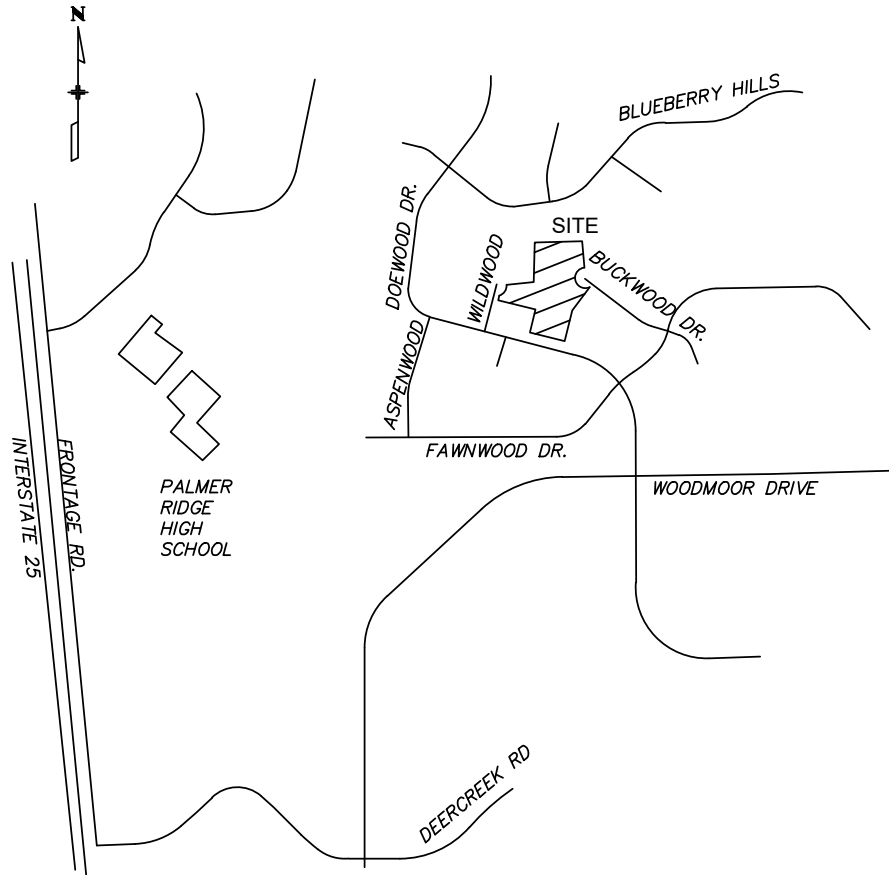 N
BLUEBERRY HILLS
SITE
DOEWOOD DR.
WILDWOOD
BUCKWOOD DR.
ASPENWOOD
FAWNWOOD DR.
INTERSTATE 25
FRONTAGE RD.
PALMER
RIDGE
HIGH
SCHOOL
WOODMOOR DRIVE
DEERCREEK RD